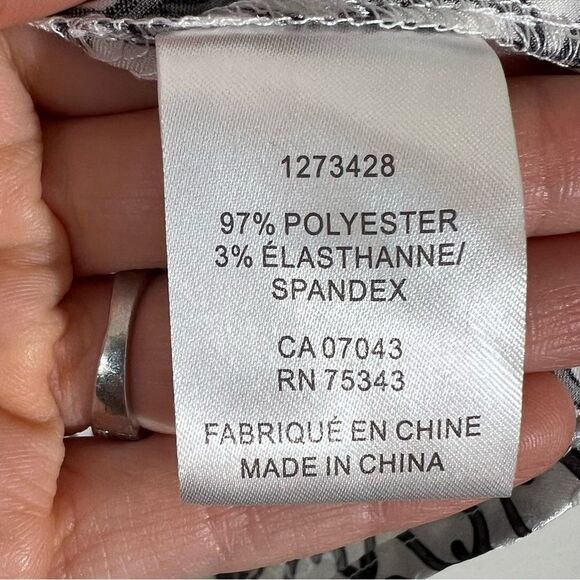 1273428
97% POLYESTER
3% ÉLASTHANNE/
SPANDEX
CA 07043
RN 75343
FABRIQUÉ EN CHINE
MADE IN CHINA